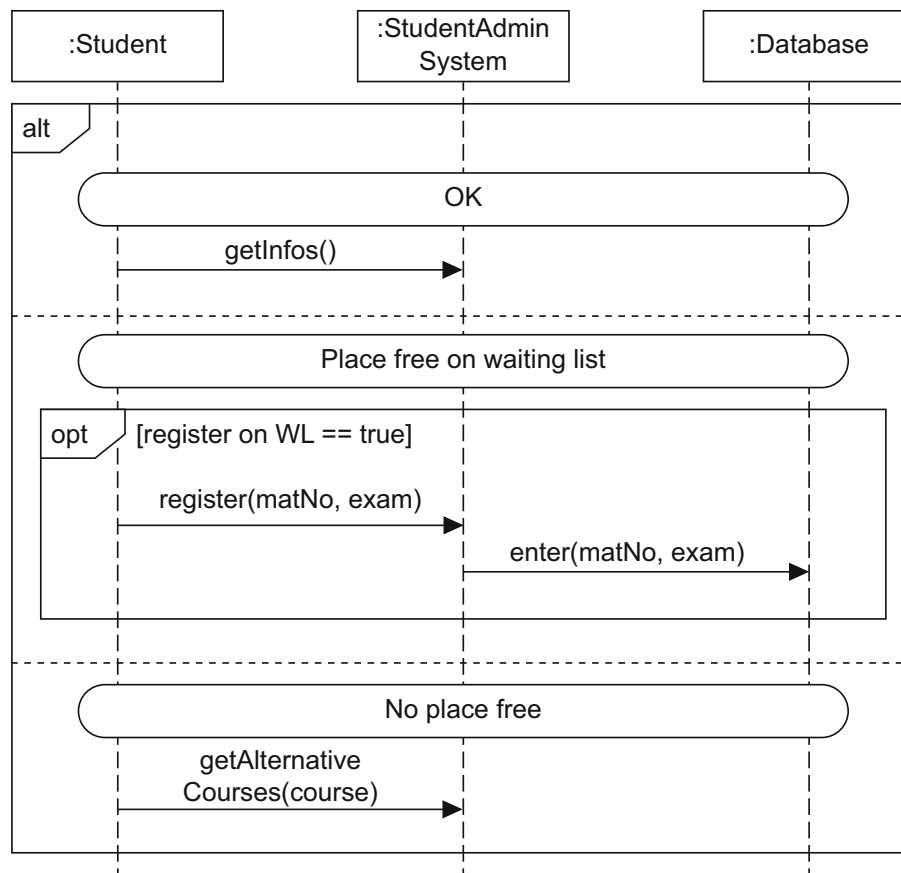 :Student
:StudentAdmin
System
:Database
alt
OK
getInfos()
Place free on waiting list
opt
[register on WL == true]
register(matNo, exam)
enter(matNo, exam)
No place free
getAlternative
Courses(course)